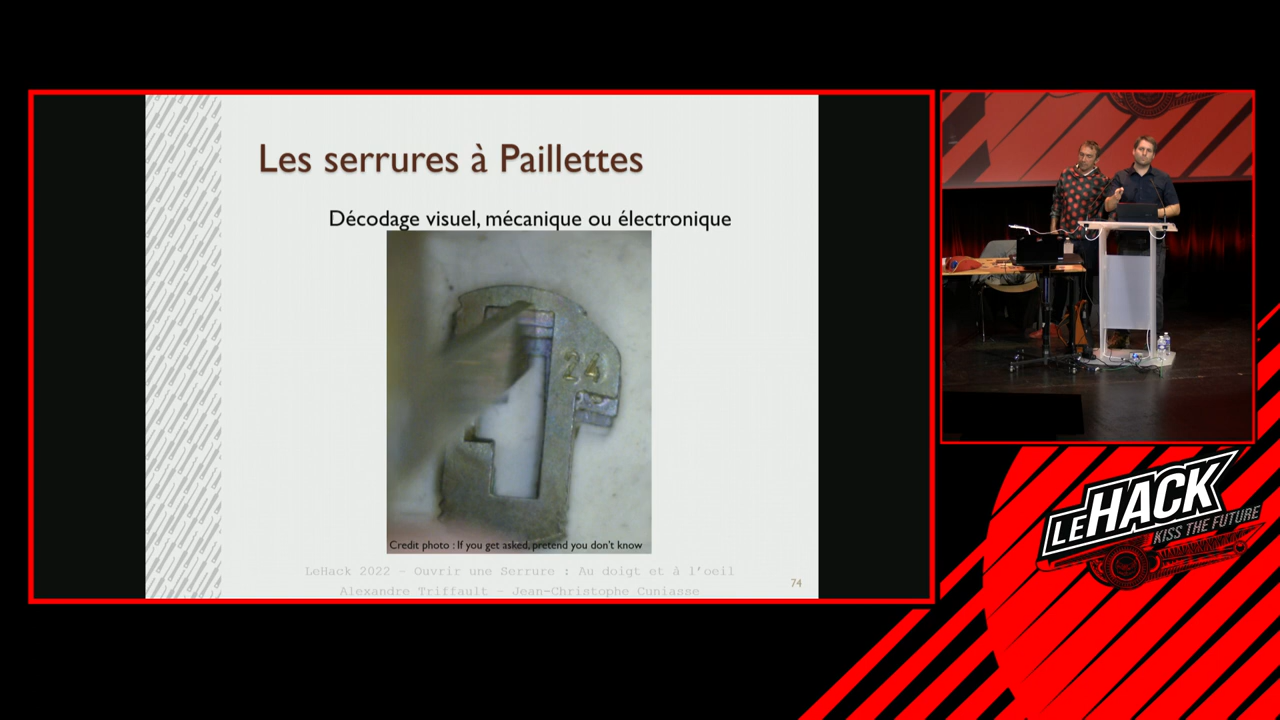 Les serrures à Paillettes
Décodage visuel, mécanique ou électronique
24
Credit photo : If you get asked, pretend you don't know
LeHack 2022 - Ouvrir une Serrure : Au doigt et à l'oeil
Alexandre Triffault - Jean-Christophe Cuniasse
74
LEHACK
KISS THE FUTURE